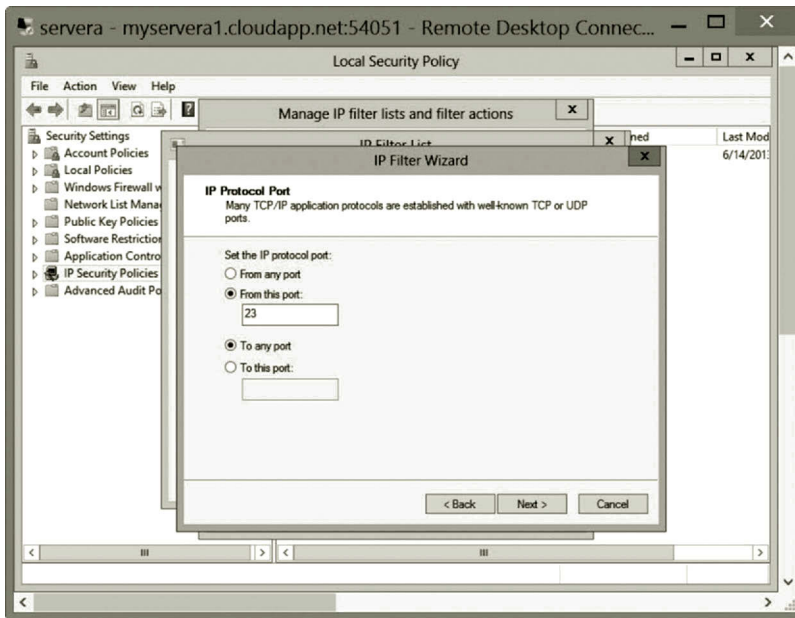 servera - myservera1.cloudapp.net:54051 - Remote Desktop Connec...
Local Security Policy
File Action View Help
Manage IP filter lists and filter actions
Security Settings
Account Policies
Local Policies
Windows Firewall w
Network List Mana
Public Key Policies
Software Restriction
Application Contro
IP Security Policies
Advanced Audit Po
IP Filter List
ned
Last Mod
6/14/201
IP Filter Wizard
IP Protocol Port
Many TCP/IP application protocols are established with well-known TCP or UDP
ports.
Set the IP protocol port:
From any port
From this port:
23
To any port
To this port:
< Back Next > Cancel